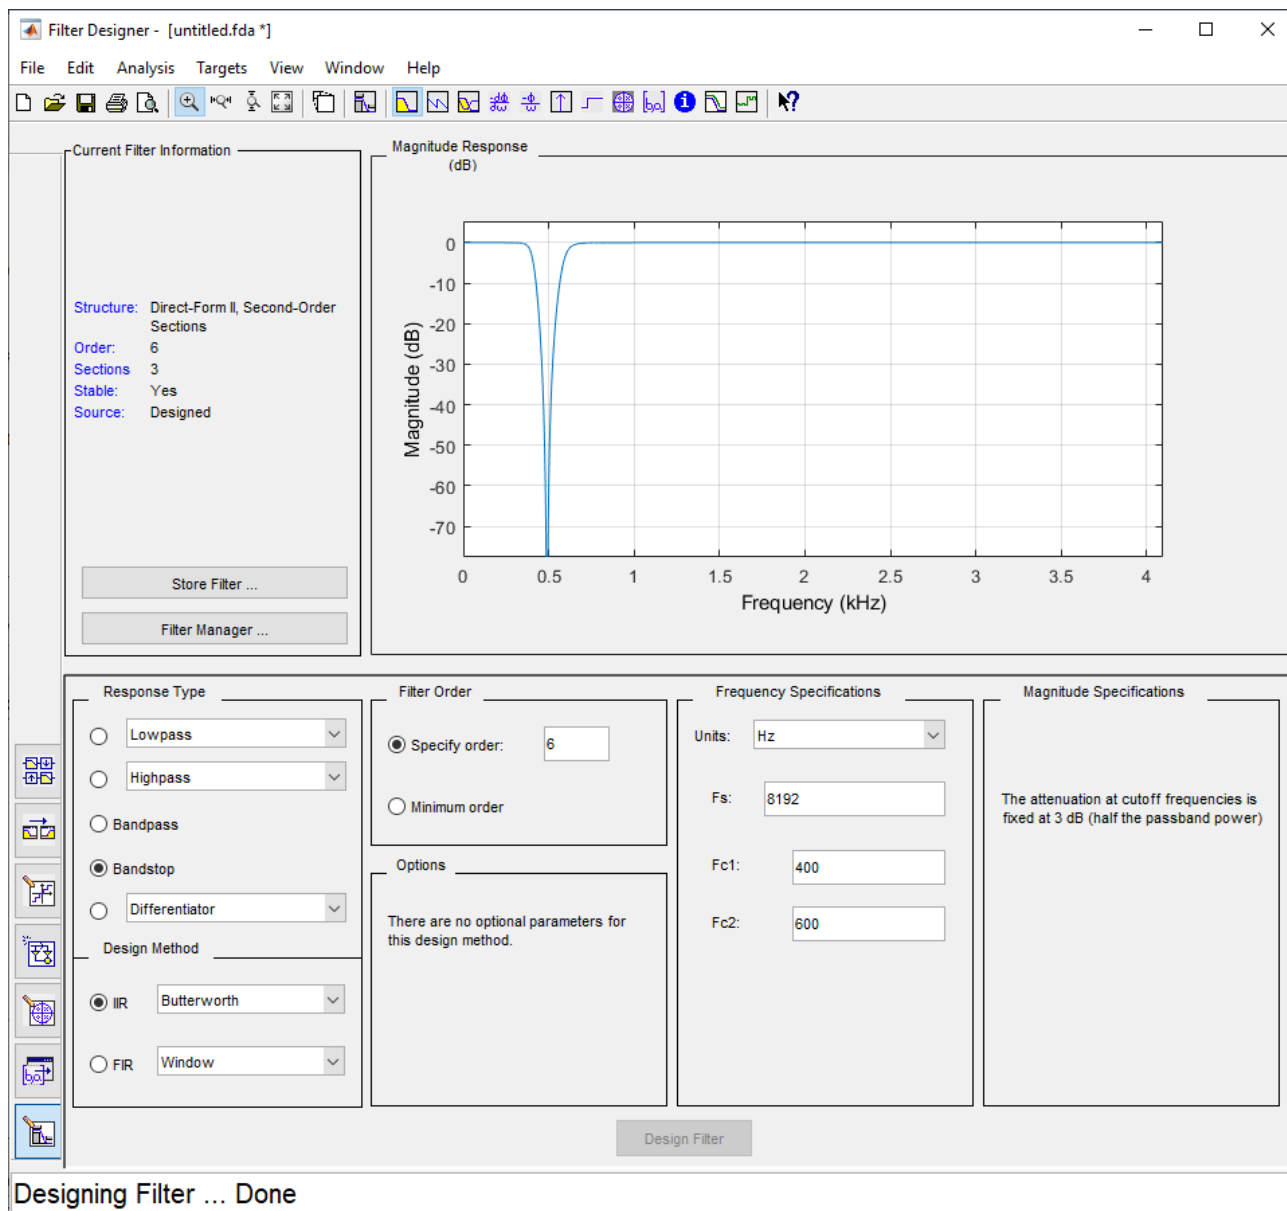 Filter Designer - [untitled.fda *]
File Edit Analysis Targets View Window Help
Current Filter Information
Structure: Direct-Form II, Second-Order
Sections
Order: 6
Sections 3
Stable: Yes
Source: Designed
Store Filter ...
Filter Manager ...
Magnitude Response
(dB)
Magnitude (dB)
0
-10
-20
-30
-40
-50
-60
-70
0 0.5 1 1.5 2 2.5 3 3.5 4
Frequency (kHz)
Response Type
Lowpass
Highpass
Bandpass
Bandstop
Differentiator
Design Method
IIR Butterworth
FIR Window
Filter Order
Specify order: 6
Minimum order
Options
There are no optional parameters for
this design method.
Frequency Specifications
Units: Hz
Fs: 8192
Fc1: 400
Fc2: 600
Magnitude Specifications
The attenuation at cutoff frequencies is
fixed at 3 dB (half the passband power)
Design Filter
Designing Filter ... Done